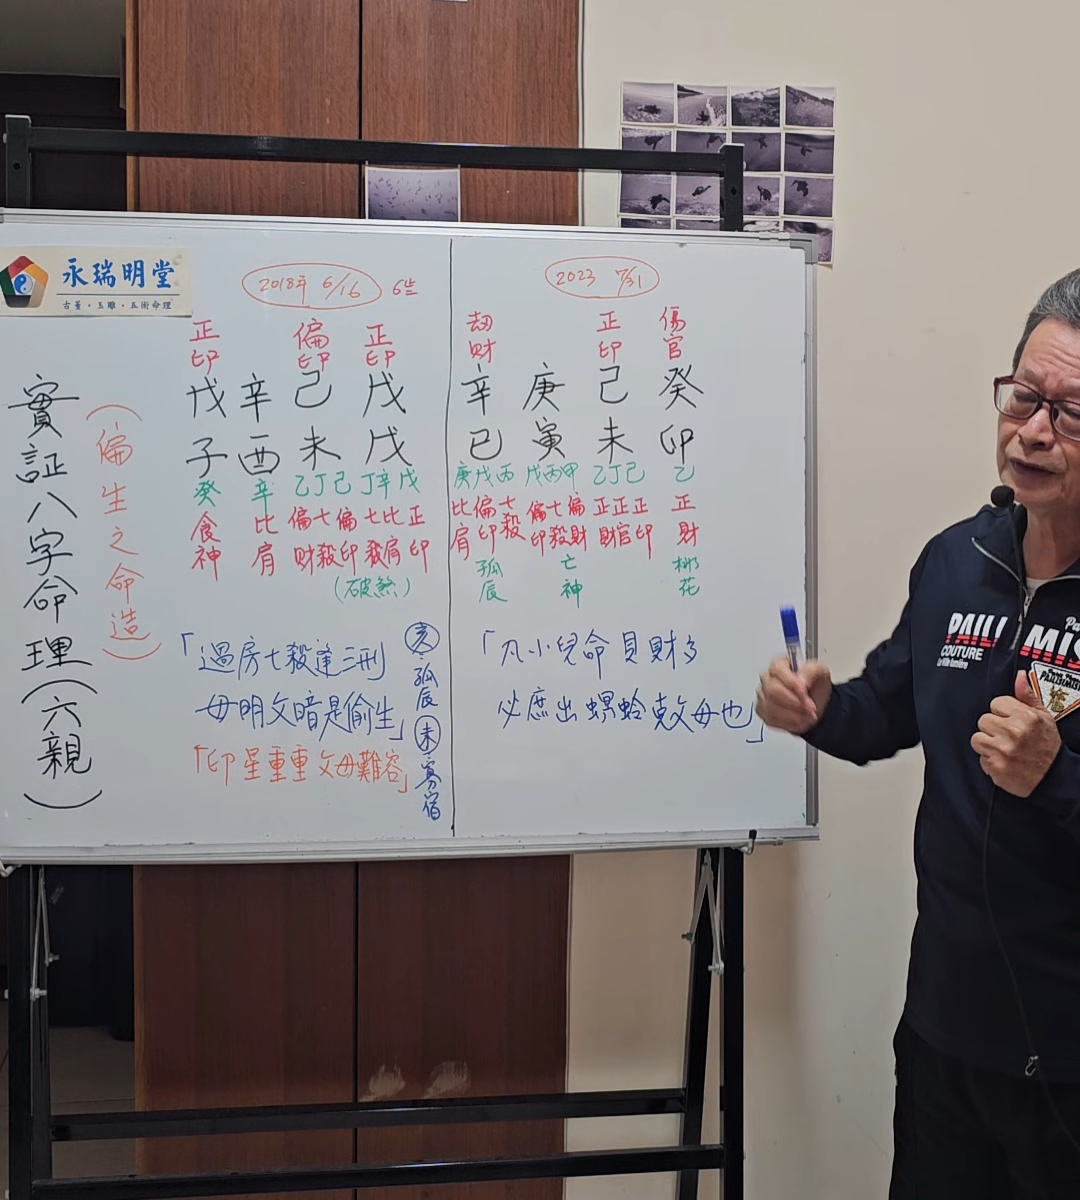 永瑞明堂
古董·玉雕·五術命理
實証八字命理(六親)
(偏生之命造)
2018年 6/16 6歲
正印 偏印 正印
戊 辛 己 戊
子 酉 未 戌
癸 辛 乙丁己 丁辛戊
食神 比肩 偏財 七殺 偏印 七殺 比肩 正印
(破煞)
「過房七殺逢三刑
母明父暗是偷生」
「印星重重父母難容」
亥:孤辰 未:寡宿
2023 7/31
劫財 正印 傷官
辛 庚 己 癸
巳 寅 未 卯
庚戊丙 戊丙甲 乙丁己 乙
比肩 偏印 七殺 偏印 七殺 偏財 正財 正官 正印 正財
孤辰 亡神 桃花
「凡小兒命見財多
必庶出螟蛉克父母也」
PAILI
COUTURE
MIS